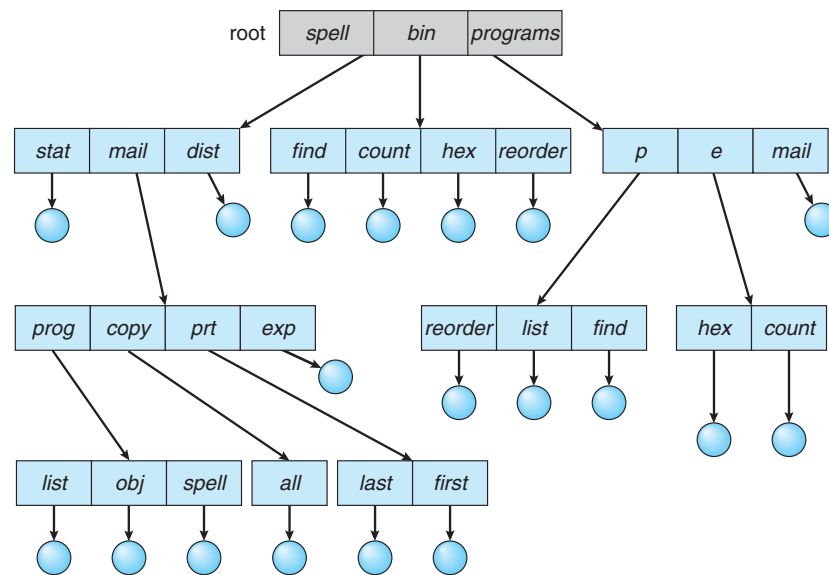 root spell bin programs
stat mail dist find count hex reorder p e mail
prog copy prt exp reorder list find hex count
list obj spell all last first